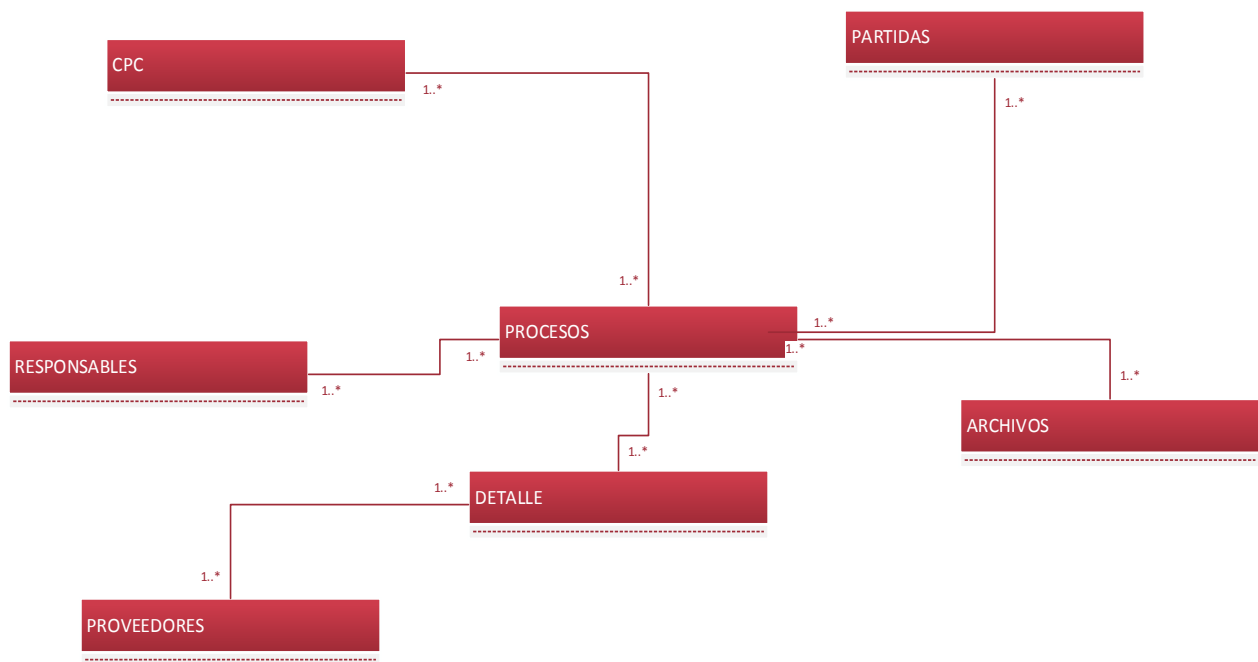 PARTIDAS
CPC
1..*
1..*
1..*
PROCESOS
1..*
1..*
1..*
RESPONSABLES
1..*
1..*
1..*
ARCHIVOS
1..*
1..*
DETALLE
1..*
PROVEEDORES